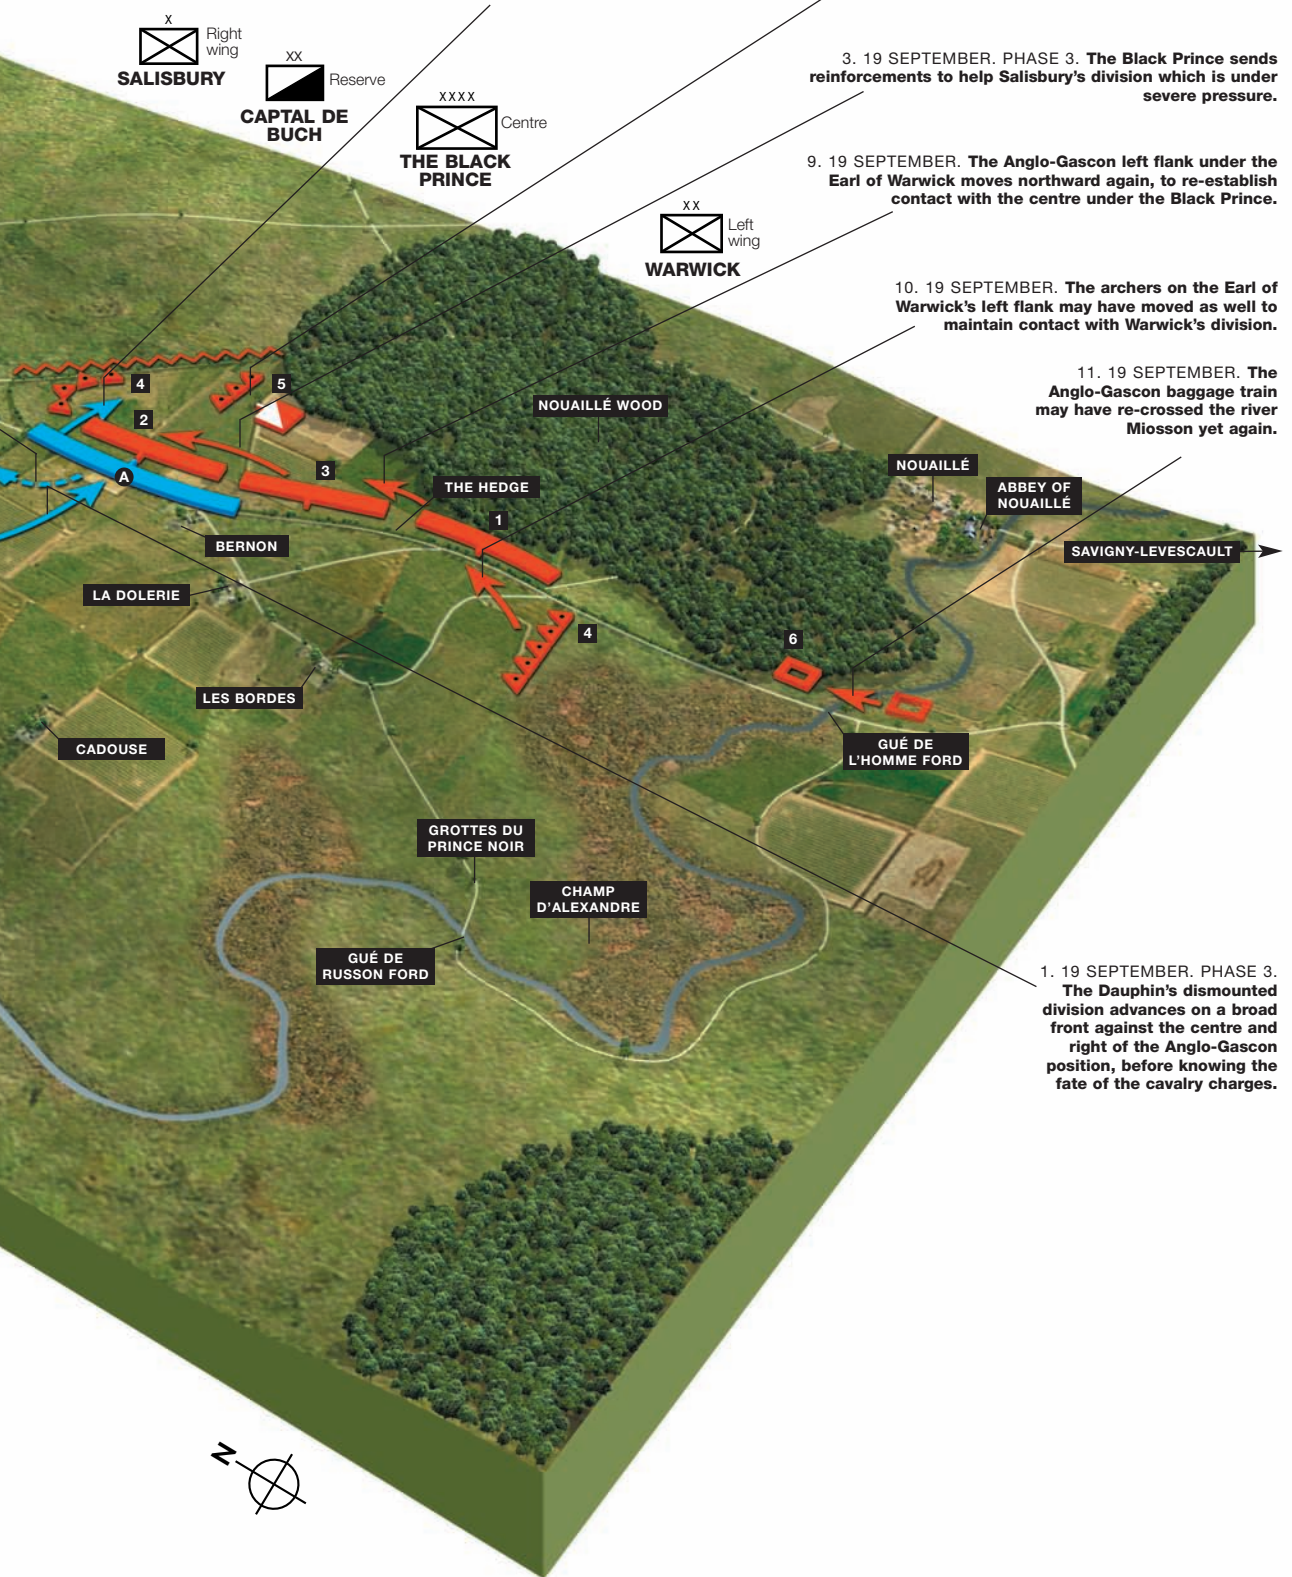 X
Right
wing
SALISBURY
XX
Reserve
CAPTAL DE
BUCH
XXXX
Centre
THE BLACK
PRINCE
XX
Left
wing
WARWICK
3. 19 SEPTEMBER. PHASE 3. The Black Prince sends
reinforcements to help Salisbury's division which is under
severe pressure.
9. 19 SEPTEMBER. The Anglo-Gascon left flank under the
Earl of Warwick moves northward again, to re-establish
contact with the centre under the Black Prince.
10. 19 SEPTEMBER. The archers on the Earl of
Warwick's left flank may have moved as well to
maintain contact with Warwick's division.
11. 19 SEPTEMBER. The
Anglo-Gascon baggage train
may have re-crossed the river
Miosson yet again.
4
5
2
A
3
NOUAILLÉ WOOD
THE HEDGE
1
NOUAILLÉ
ABBEY OF
NOUAILLÉ
SAVIGNY-LEVESCAULT
BERNON
LA DOLERIE
4
6
LES BORDES
CADOUSE
GUÉ DE
L'HOMME FORD
GROTTES DU
PRINCE NOIR
CHAMP
D'ALEXANDRE
GUÉ DE
RUSSON FORD
1. 19 SEPTEMBER. PHASE 3.
The Dauphin's dismounted
division advances on a broad
front against the centre and
right of the Anglo-Gascon
position, before knowing the
fate of the cavalry charges.
N